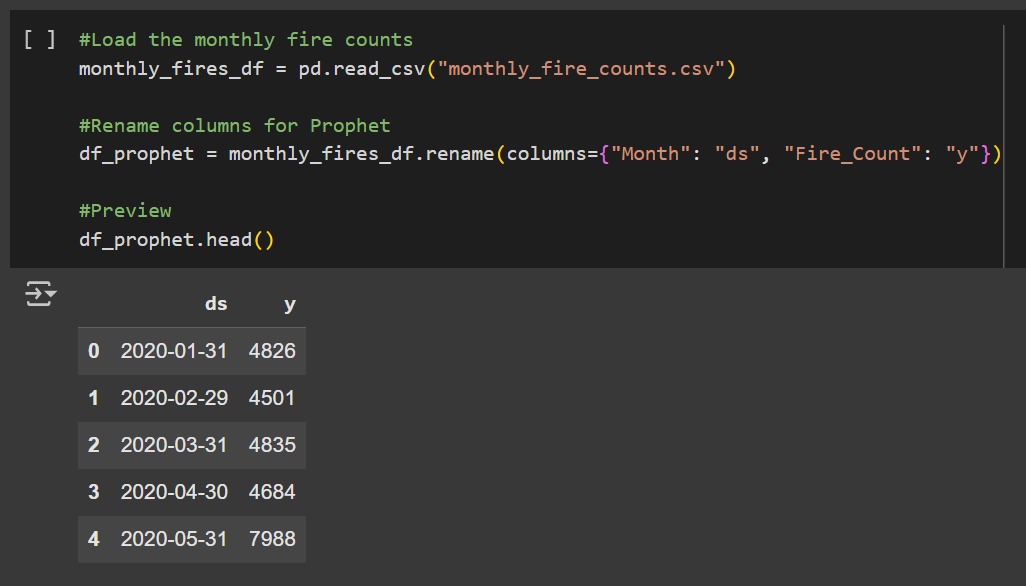 [ ] #Load the monthly fire counts
monthly_fires_df = pd.read_csv("monthly_fire_counts.csv")
#Rename columns for Prophet
df_prophet = monthly_fires_df.rename(columns={"Month": "ds", "Fire_Count": "y"})
#Preview
df_prophet.head()
ds y
0 2020-01-31 4826
1 2020-02-29 4501
2 2020-03-31 4835
3 2020-04-30 4684
4 2020-05-31 7988